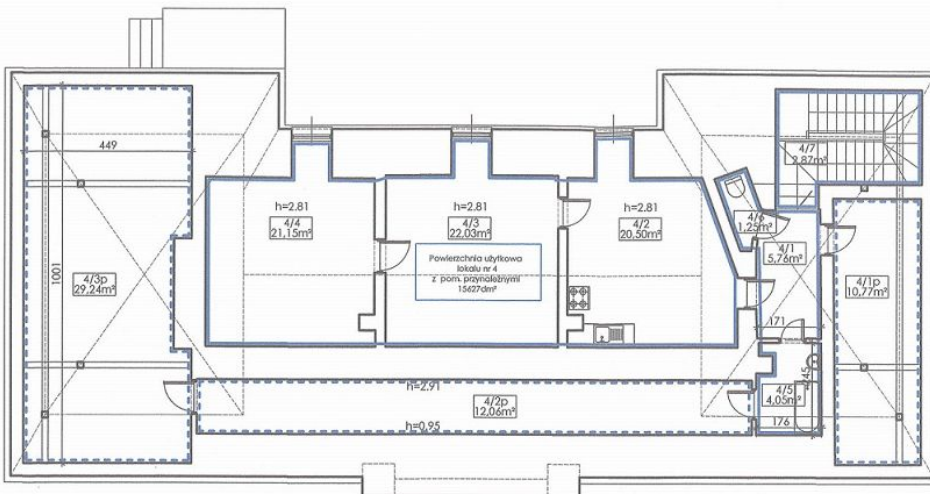 449
1001
4/3p
29,24m²
h=2.81
4/4
21,15m²
h=2.81
4/3
22,03m²
Powierzchnia użytkowa
lokalu nr 4
z pom. przynależnymi
15627dm²
h=2.81
4/2
20,50m²
4/7
2,87m²
4/6
1,25m²
4/1
5,76m²
171
4/1p
10,77m²
245
4/5
4,05m²
176
h=2.91
4/2p
12,06m²
h=0.95